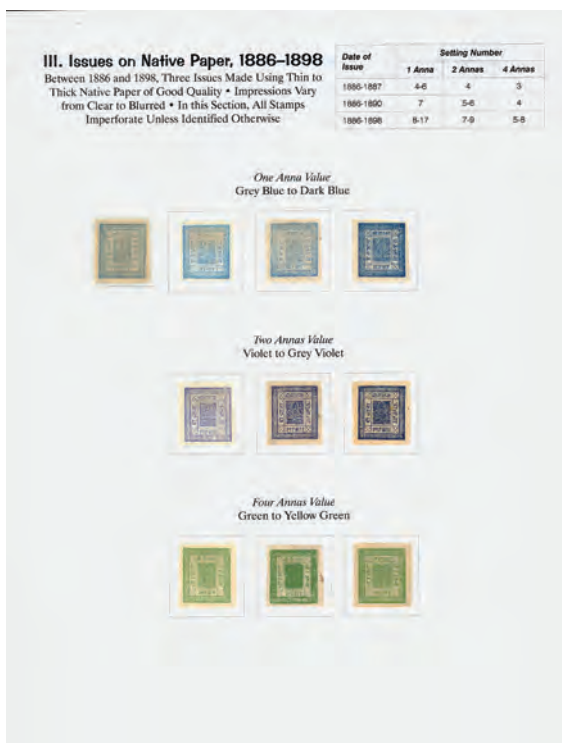 III. Issues on Native Paper, 1886–1898
Between 1886 and 1898, Three Issues Made Using Thin to
Thick Native Paper of Good Quality • Impressions Vary
from Clear to Blurred • In this Section, All Stamps
Imperforate Unless Identified Otherwise
Date of Issue Setting Number
1 Anna 2 Annas 4 Annas
1886-1887 4-6 4 3
1886-1890 7 5-6 4
1886-1898 8-17 7-9 5-8
One Anna Value
Grey Blue to Dark Blue
Two Annas Value
Violet to Grey Violet
Four Annas Value
Green to Yellow Green